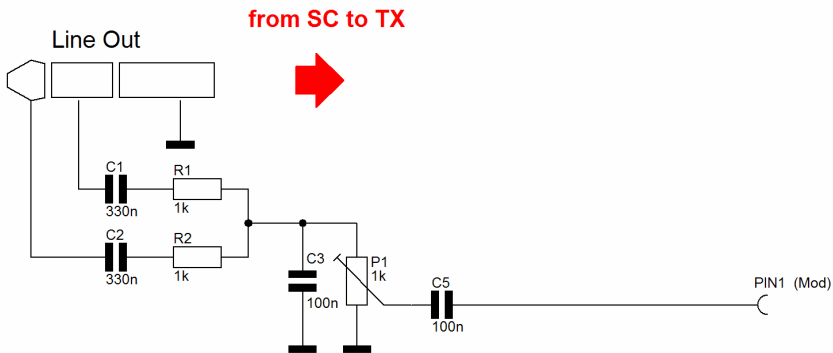 from SC to TX
Line Out
C1
330n
R1
1k
C2
330n
R2
1k
C3
100n
P1
1k
C5
100n
PIN1 (Mod)